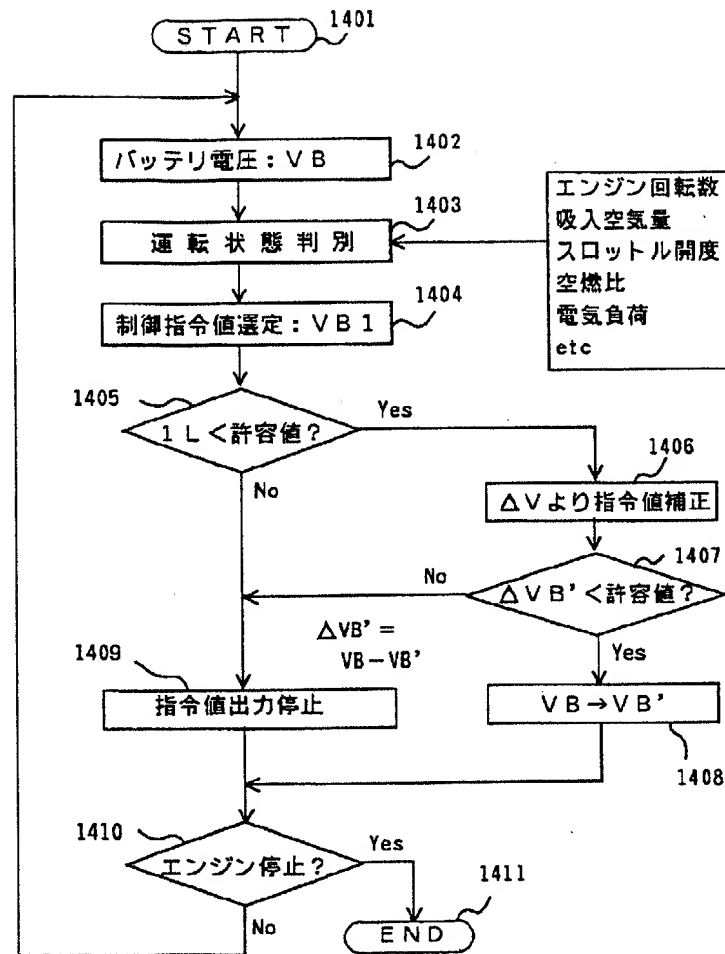 1401
START
バッテリ電圧:VB
1402
1403
運転状態判別
エンジン回転数
吸入空気量
スロットル開度
空燃比
電気負荷
etc
1404
制御指令値選定:VB1
1405
1L<許容値?
Yes
No
1406
ΔVより指令値補正
1407
ΔVB'<許容値?
No
Yes
ΔVB'=
VB-VB'
1409
指令値出力停止
VB→VB'
1408
1410
エンジン停止?
Yes
No
1411
END